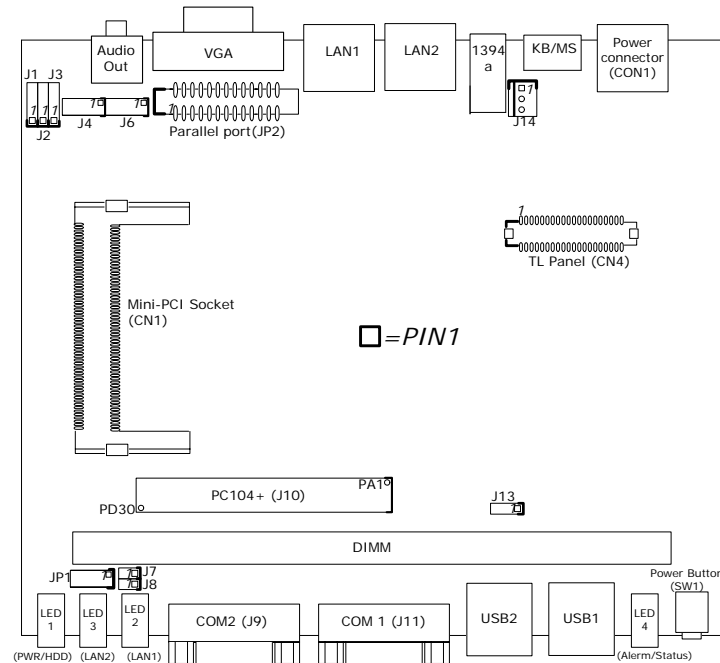 Audio
Out
VGA
LAN1
LAN2
1394
a
KB/MS
Power
connector
(CON1)
J1 J3
1 1 1
J2
1
J4
1
J6
1
Parallel port(JP2)
1
J14
1
TL Panel (CN4)
Mini-PCI Socket
(CN1)
=PIN1
PC104+ (J10)
PA1
PD30
J13
1
DIMM
JP1
1
1
J7
J8
Power Button
(SW1)
LED
1
LED
3
LED
2
COM2 (J9)
COM 1 (J11)
USB2
USB1
LED
4
(PWR/HDD)
(LAN2)
(LAN1)
(Alerm/Status)